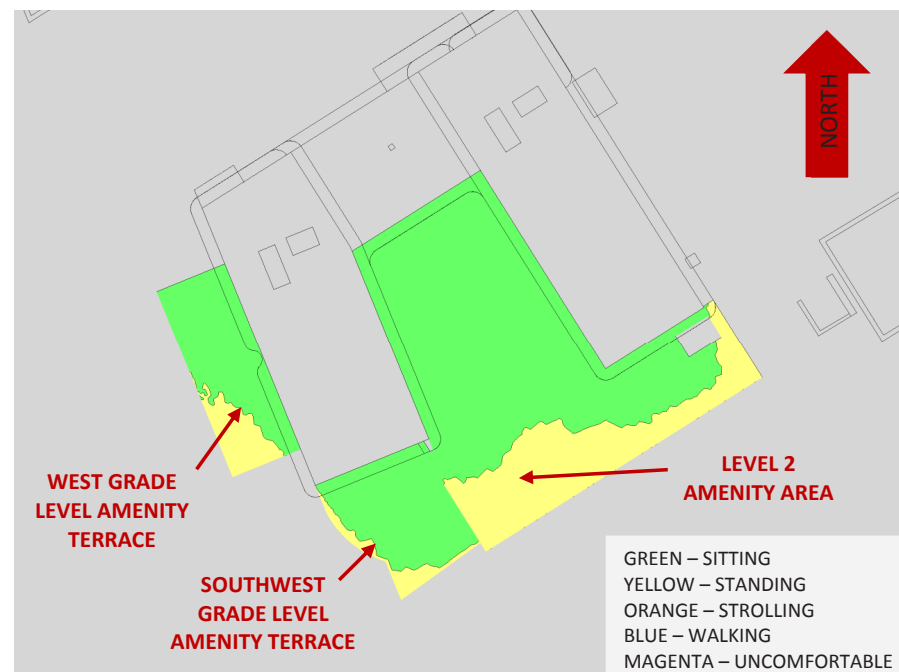 NORTH
WEST GRADE
LEVEL AMENITY
TERRACE
LEVEL 2
AMENITY AREA
SOUTHWEST
GRADE LEVEL
AMENITY TERRACE
GREEN – SITTING
YELLOW – STANDING
ORANGE – STROLLING
BLUE – WALKING
MAGENTA – UNCOMFORTABLE